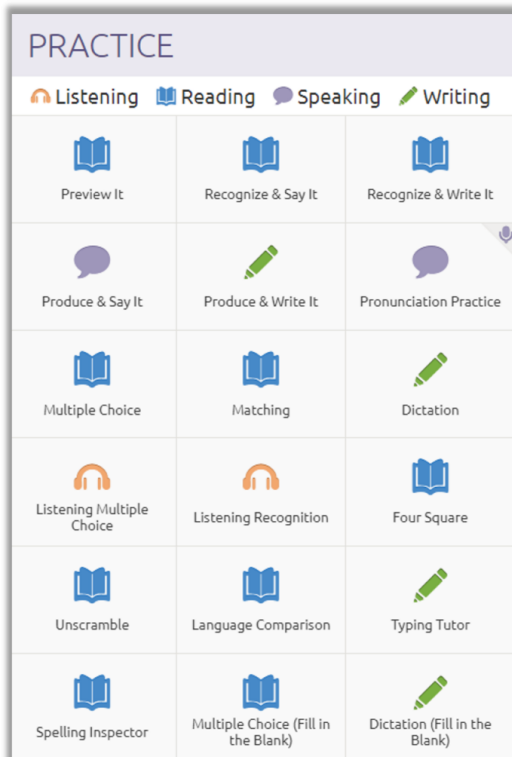 PRACTICE
Listening Reading Speaking Writing
Preview It
Recognize & Say It
Recognize & Write It
Produce & Say It
Produce & Write It
Pronunciation Practice
Multiple Choice
Matching
Dictation
Listening Multiple
Choice
Listening Recognition
Four Square
Unscramble
Language Comparison
Typing Tutor
Spelling Inspector
Multiple Choice (Fill in
the Blank)
Dictation (Fill in the
Blank)